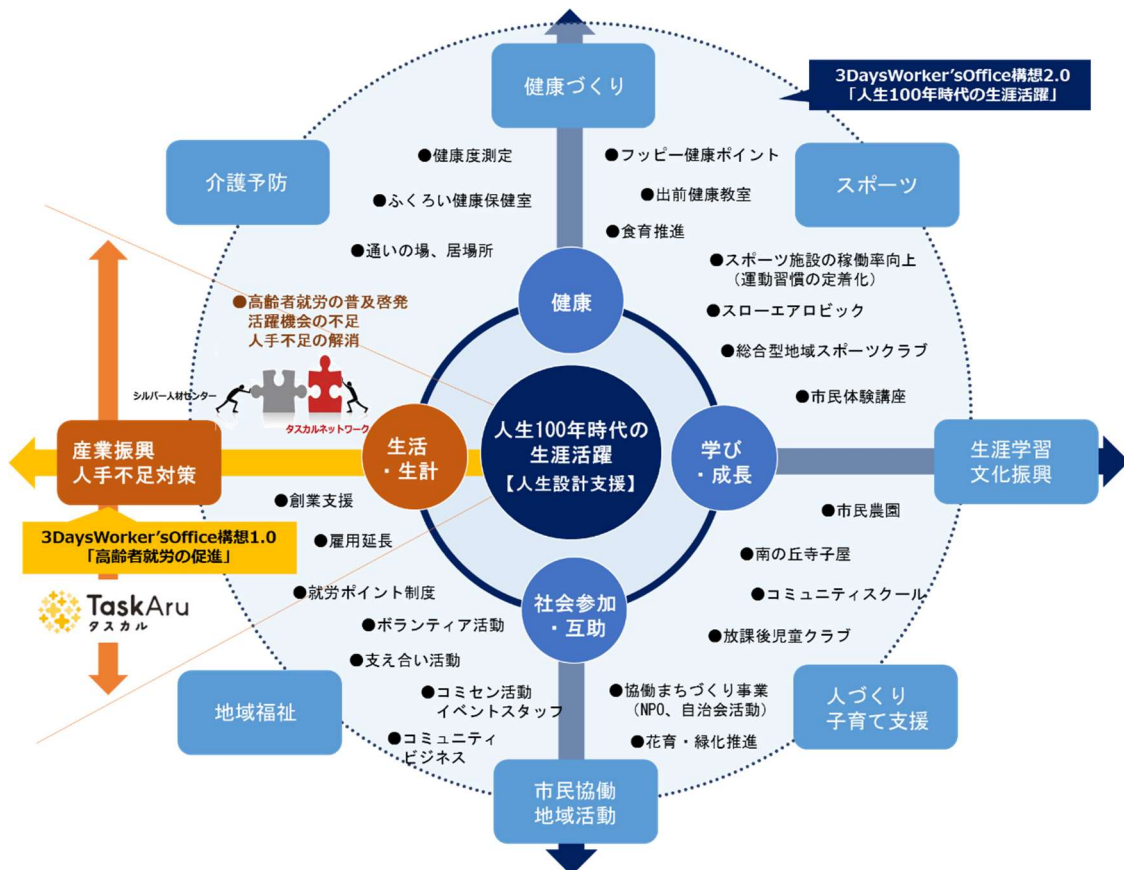 健康づくり
3DaysWorker'sOffice構想2.0
「人生100年時代の生涯活躍」
介護予防
スポーツ
●健康度測定
●ふくろい健康保健室
●通いの場、居場所
●フッピー健康ポイント
●出前健康教室
●食育推進
●スポーツ施設の稼働率向上
（運動習慣の定着化）
●スローエアロビック
●総合型地域スポーツクラブ
●市民体験講座
●高齢者就労の普及啓発
活躍機会の不足
人手不足の解消
シルバー人材センター
タスカルネットワーク
健康
産業振興
人手不足対策
生活
・生計
人生100年時代の
生涯活躍
【人生設計支援】
学び
・成長
生涯学習
文化振興
3DaysWorker'sOffice構想1.0
「高齢者就労の促進」
TaskAru
タスカル
●創業支援
●雇用延長
●就労ポイント制度
●ボランティア活動
●支え合い活動
●コミセン活動
イベントスタッフ
●コミュニティ
ビジネス
社会参加
・互助
●市民農園
●南の丘寺子屋
●コミュニティスクール
●放課後児童クラブ
●協働まちづくり事業
（NPO、自治会活動）
●花育・緑化推進
地域福祉
人づくり
子育て支援
市民協働
地域活動